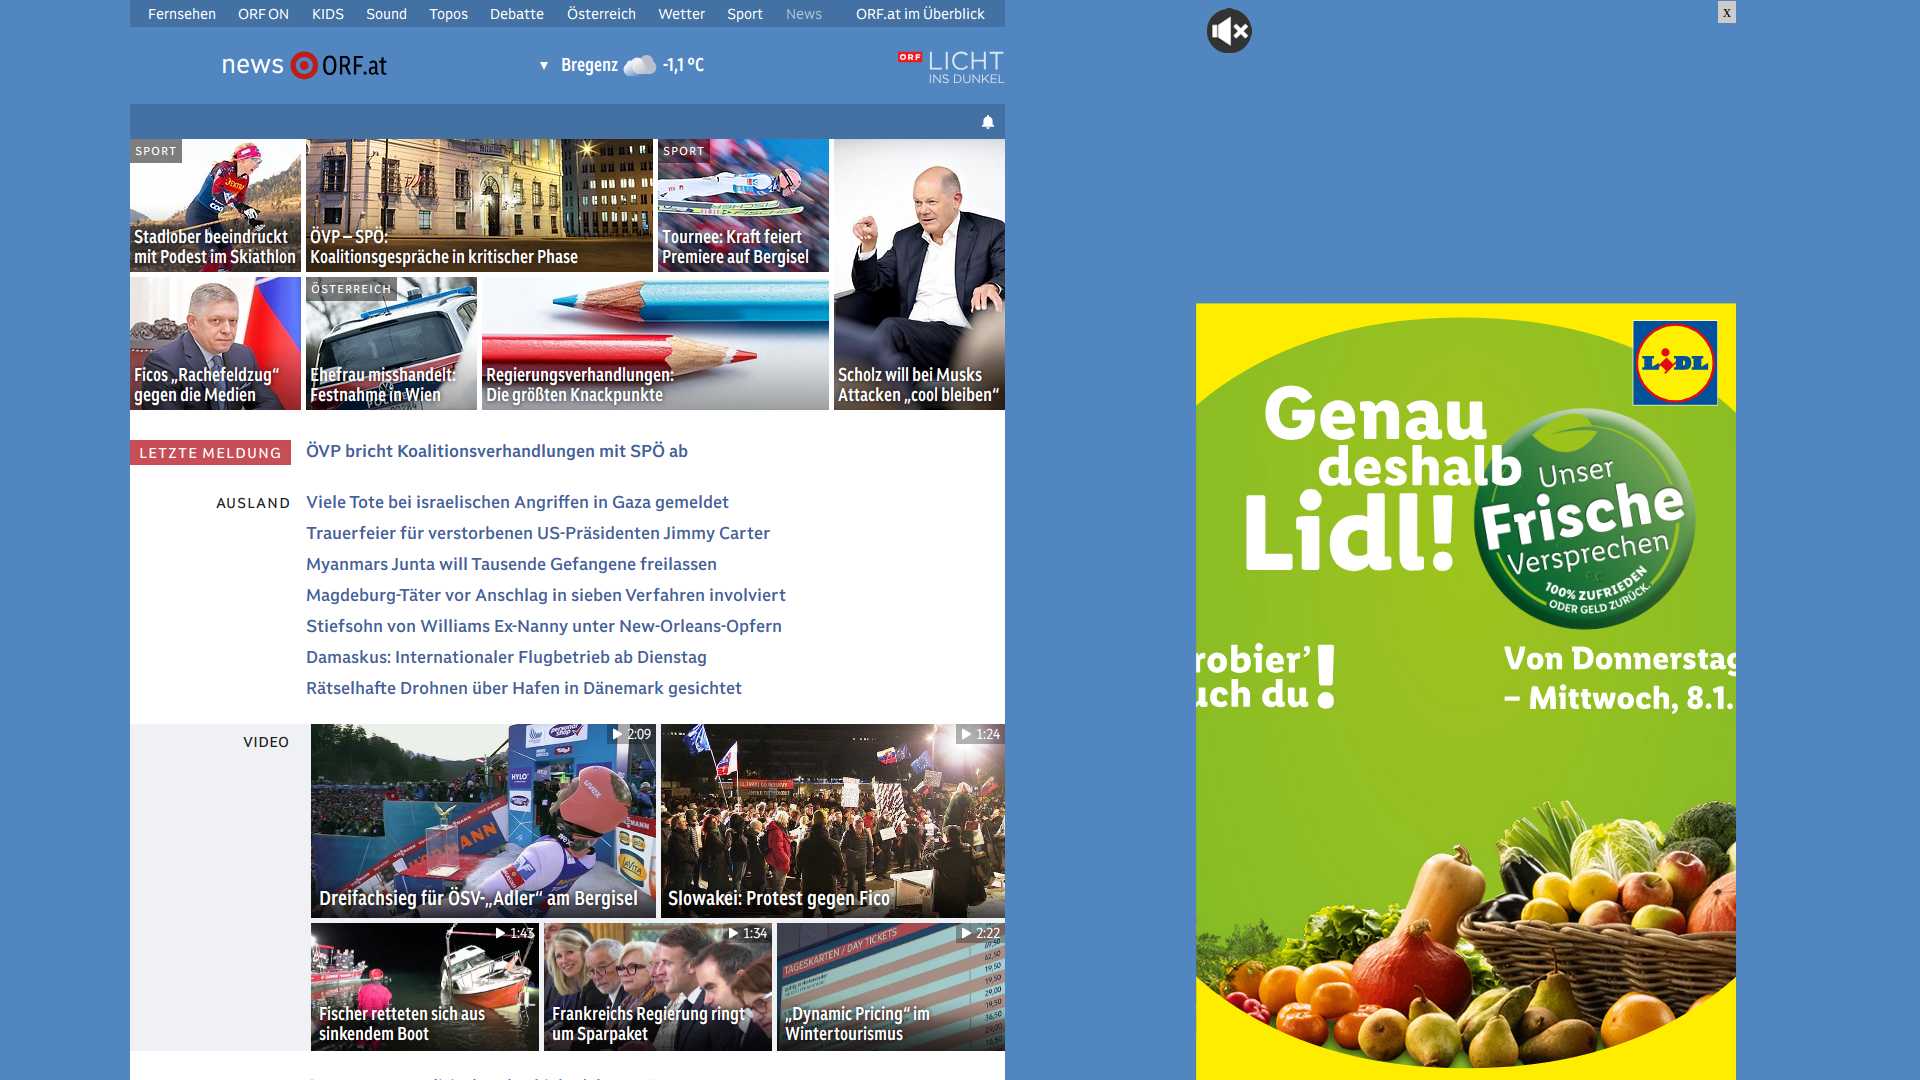 Fernsehen ORF ON KIDS Sound Topos Debatte Österreich Wetter Sport News ORF.at im Überblick
news ORF.at
▼ Bregenz -1,1 °C
ORF LICHT
INS DUNKEL
x
SPORT
Stadlober beeindruckt
mit Podest im Skiathlon
ÖVP – SPÖ:
Koalitionsgespräche in kritischer Phase
SPORT
Tournee: Kraft feiert
Premiere auf Bergisel
Ficos „Rachefeldzug“
gegen die Medien
ÖSTERREICH
Ehefrau misshandelt:
Festnahme in Wien
Regierungsverhandlungen:
Die größten Knackpunkte
Scholz will bei Musks
Attacken „cool bleiben“
LETZTE MELDUNG
ÖVP bricht Koalitionsverhandlungen mit SPÖ ab
AUSLAND
Viele Tote bei israelischen Angriffen in Gaza gemeldet
Trauerfeier für verstorbenen US-Präsidenten Jimmy Carter
Myanmars Junta will Tausende Gefangene freilassen
Magdeburg-Täter vor Anschlag in sieben Verfahren involviert
Stiefsohn von Williams Ex-Nanny unter New-Orleans-Opfern
Damaskus: Internationaler Flugbetrieb ab Dienstag
Rätselhafte Drohnen über Hafen in Dänemark gesichtet
VIDEO
2:09
Dreifachsieg für ÖSV-„Adler“ am Bergisel
1:24
Slowakei: Protest gegen Fico
1:43
Fischer retteten sich aus
sinkendem Boot
1:34
Frankreichs Regierung ringt
um Sparpaket
TAGESKARTEN / DAY TICKETS
2:22
„Dynamic Pricing“ im
Wintertourismus
LIDL
Genau
deshalb
Lidl!
Unser
Frische
Versprechen
100% ZUFRIEDEN
ODER GELD ZURÜCK.
robier’
uch du!
Von Donnerstag
– Mittwoch, 8.1.